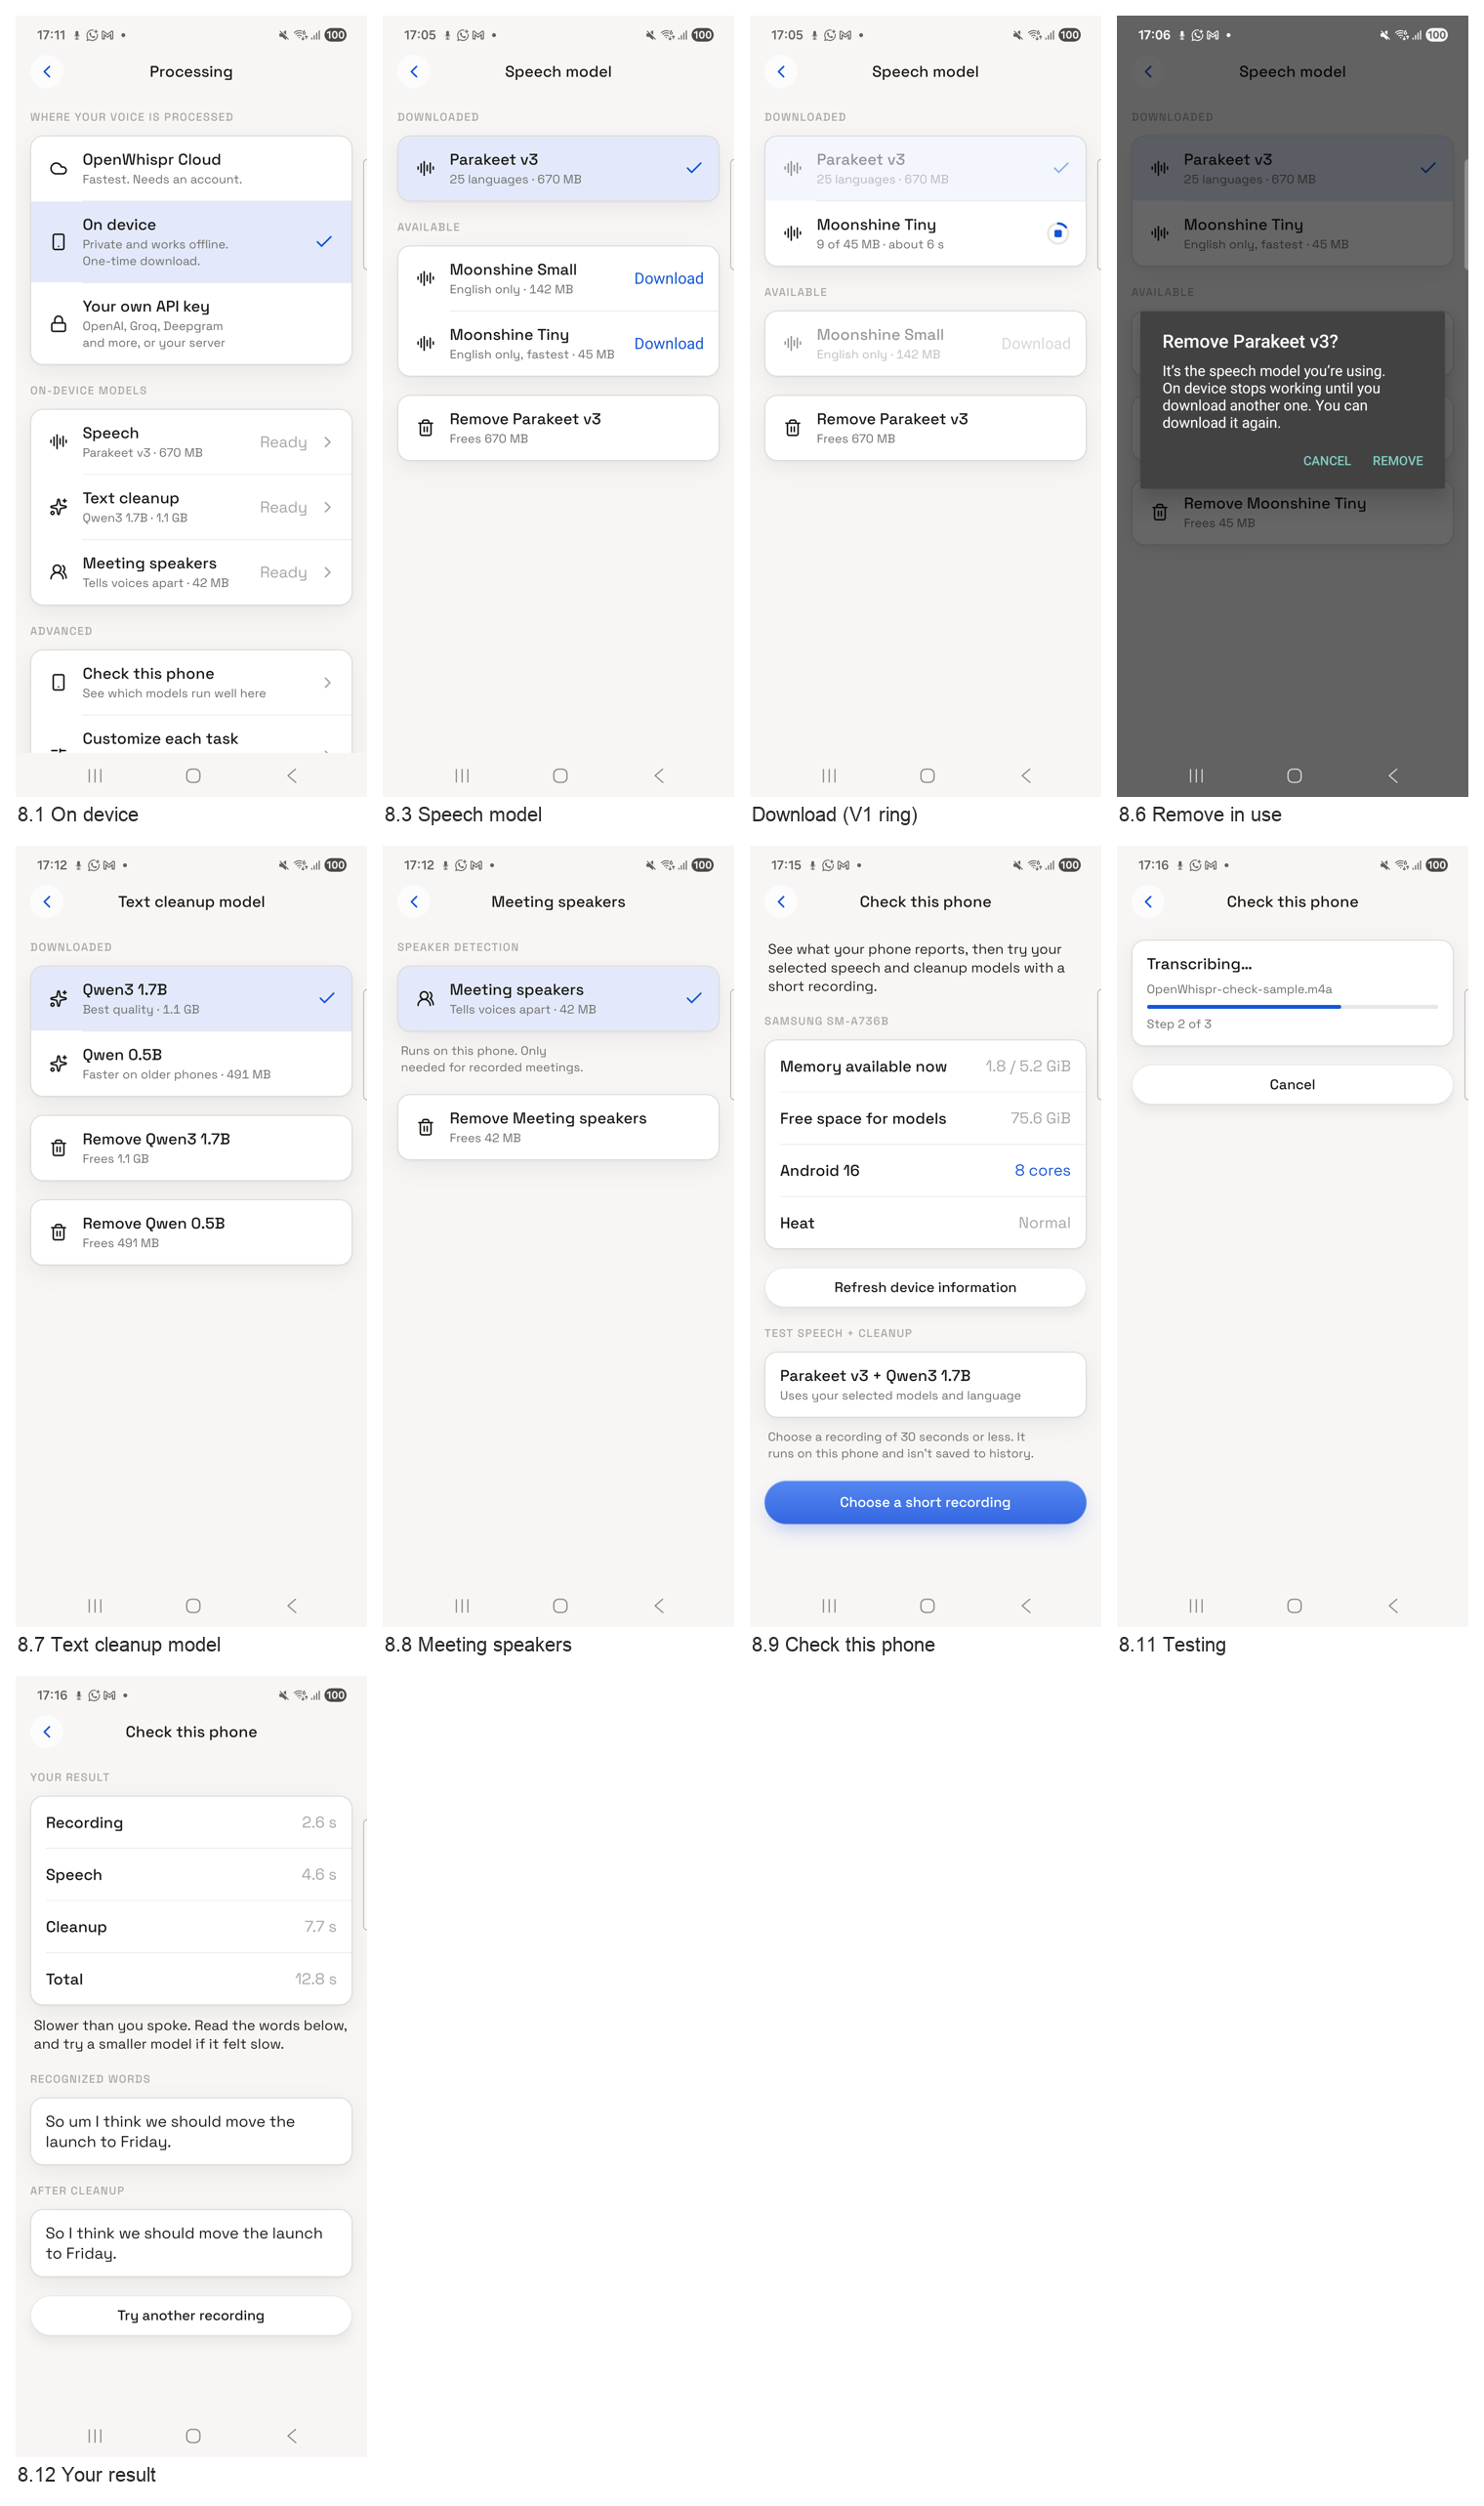 17:11
100
Processing
WHERE YOUR VOICE IS PROCESSED
OpenWhispr Cloud
Fastest. Needs an account.
On device
Private and works offline.
One-time download.
Your own API key
OpenAI, Groq, Deepgram
and more, or your server
ON-DEVICE MODELS
Speech
Parakeet v3 · 670 MB
Ready
Text cleanup
Qwen3 1.7B · 1.1 GB
Ready
Meeting speakers
Tells voices apart · 42 MB
Ready
ADVANCED
Check this phone
See which models run well here
Customize each task
8.1 On device
17:05
100
Speech model
DOWNLOADED
Parakeet v3
25 languages · 670 MB
AVAILABLE
Moonshine Small
English only · 142 MB
Download
Moonshine Tiny
English only, fastest · 45 MB
Download
Remove Parakeet v3
Frees 670 MB
8.3 Speech model
17:05
100
Speech model
DOWNLOADED
Parakeet v3
25 languages · 670 MB
Moonshine Tiny
9 of 45 MB · about 6 s
AVAILABLE
Moonshine Small
English only · 142 MB
Download
Remove Parakeet v3
Frees 670 MB
Download (V1 ring)
17:06
100
Speech model
DOWNLOADED
Parakeet v3
25 languages · 670 MB
Moonshine Tiny
English only, fastest · 45 MB
AVAILABLE
Remove Parakeet v3?
It's the speech model you're using.
On device stops working until you
download another one. You can
download it again.
CANCEL REMOVE
Remove Moonshine Tiny
Frees 45 MB
8.6 Remove in use
17:12
100
Text cleanup model
DOWNLOADED
Qwen3 1.7B
Best quality · 1.1 GB
Qwen 0.5B
Faster on older phones · 491 MB
Remove Qwen3 1.7B
Frees 1.1 GB
Remove Qwen 0.5B
Frees 491 MB
8.7 Text cleanup model
17:12
100
Meeting speakers
SPEAKER DETECTION
Meeting speakers
Tells voices apart · 42 MB
Runs on this phone. Only
needed for recorded meetings.
Remove Meeting speakers
Frees 42 MB
8.8 Meeting speakers
17:15
100
Check this phone
See what your phone reports, then try your
selected speech and cleanup models with a
short recording.
SAMSUNG SM-A736B
Memory available now 1.8 / 5.2 GiB
Free space for models 75.6 GiB
Android 16 8 cores
Heat Normal
Refresh device information
TEST SPEECH + CLEANUP
Parakeet v3 + Qwen3 1.7B
Uses your selected models and language
Choose a recording of 30 seconds or less. It
runs on this phone and isn't saved to history.
Choose a short recording
8.9 Check this phone
17:16
100
Check this phone
Transcribing...
OpenWhispr-check-sample.m4a
Step 2 of 3
Cancel
8.11 Testing
17:16
100
Check this phone
YOUR RESULT
Recording 2.6 s
Speech 4.6 s
Cleanup 7.7 s
Total 12.8 s
Slower than you spoke. Read the words below,
and try a smaller model if it felt slow.
RECOGNIZED WORDS
So um I think we should move the
launch to Friday.
AFTER CLEANUP
So I think we should move the launch
to Friday.
Try another recording
8.12 Your result